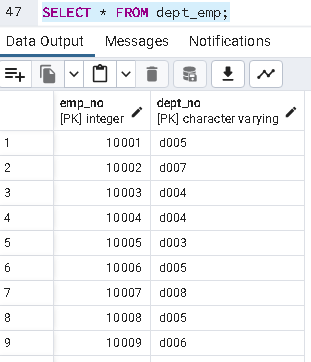 47 SELECT * FROM dept_emp;
Data Output Messages Notifications
emp_no dept_no
[PK] integer [PK] character varying
1 10001 d005
2 10002 d007
3 10003 d004
4 10004 d004
5 10005 d003
6 10006 d005
7 10007 d008
8 10008 d005
9 10009 d006